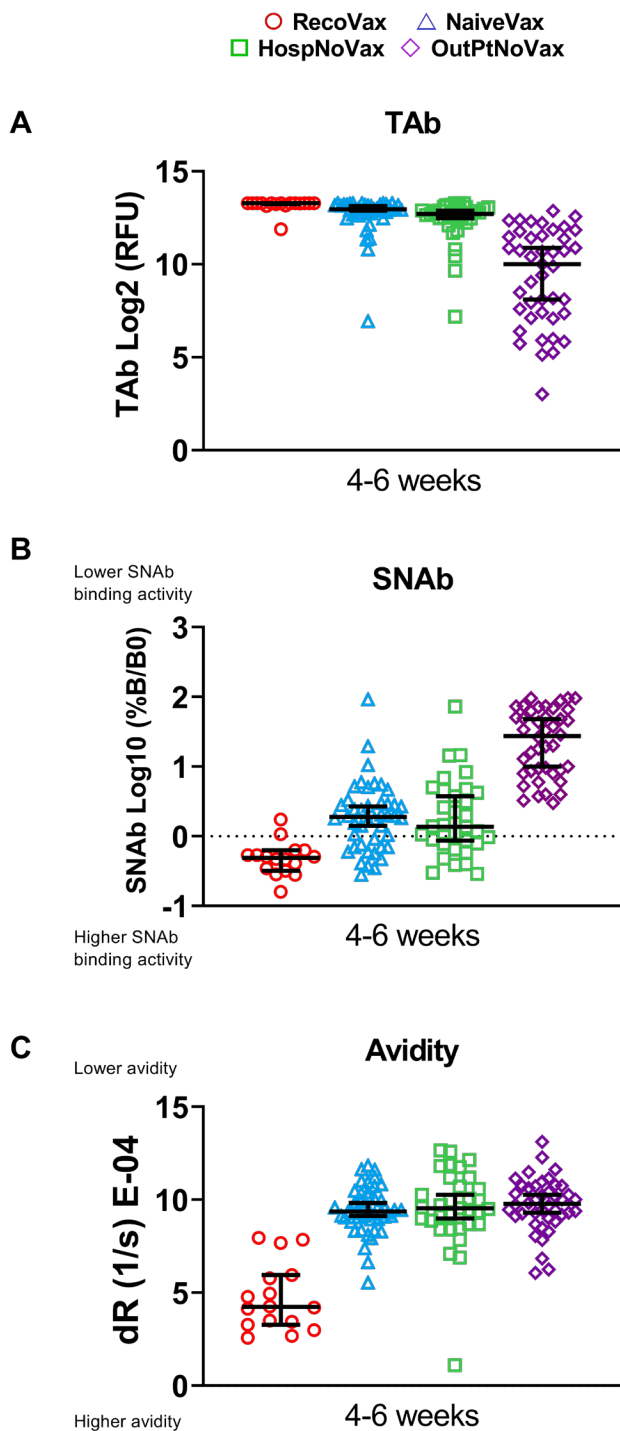 RecoVax NaiveVax
HospNoVax OutPtNoVax
A
TAb
TAb Log2 (RFU)
15
10
5
0
4-6 weeks
B
Lower SNAb
binding activity
SNAb
SNAb Log10 (%B/B0)
3
2
1
0
-1
Higher SNAb
binding activity
4-6 weeks
C
Lower avidity
Avidity
dR (1/s) E-04
15
10
5
0
Higher avidity
4-6 weeks